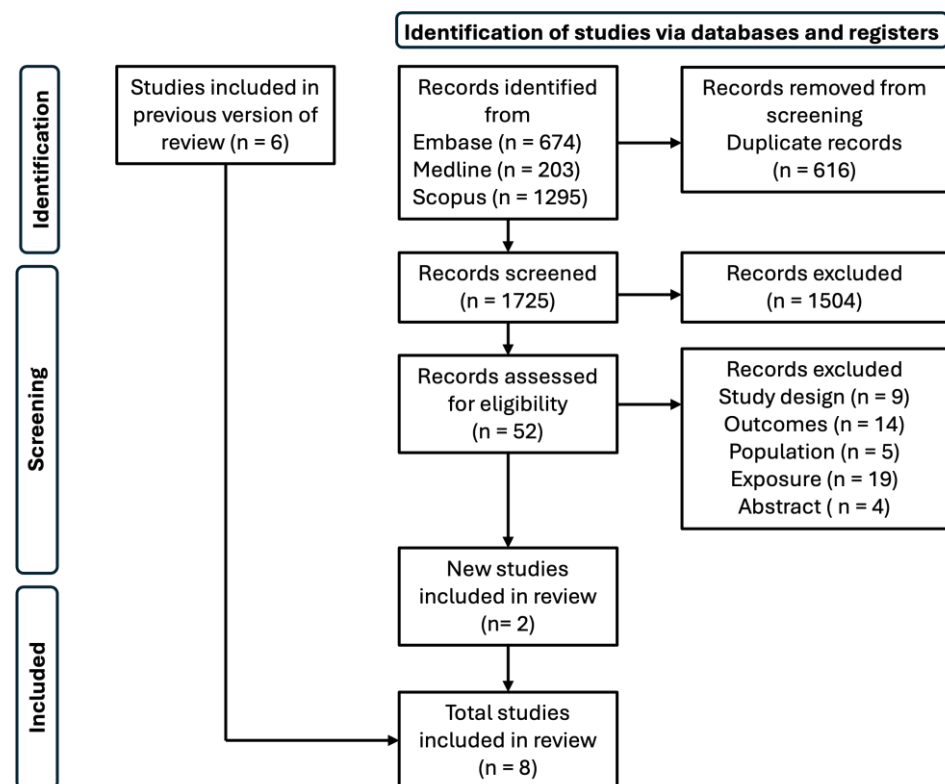 Identification of studies via databases and registers
Identification
Studies included in
previous version of
review (n = 6)
Records identified
from
Embase (n = 674)
Medline (n = 203)
Scopus (n = 1295)
Records removed from
screening
Duplicate records
(n = 616)
Screening
Records screened
(n = 1725)
Records excluded
(n = 1504)
Records assessed
for eligibility
(n = 52)
Records excluded
Study design (n = 9)
Outcomes (n = 14)
Population (n = 5)
Exposure (n = 19)
Abstract ( n = 4)
New studies
included in review
(n= 2)
Included
Total studies
included in review
(n = 8)